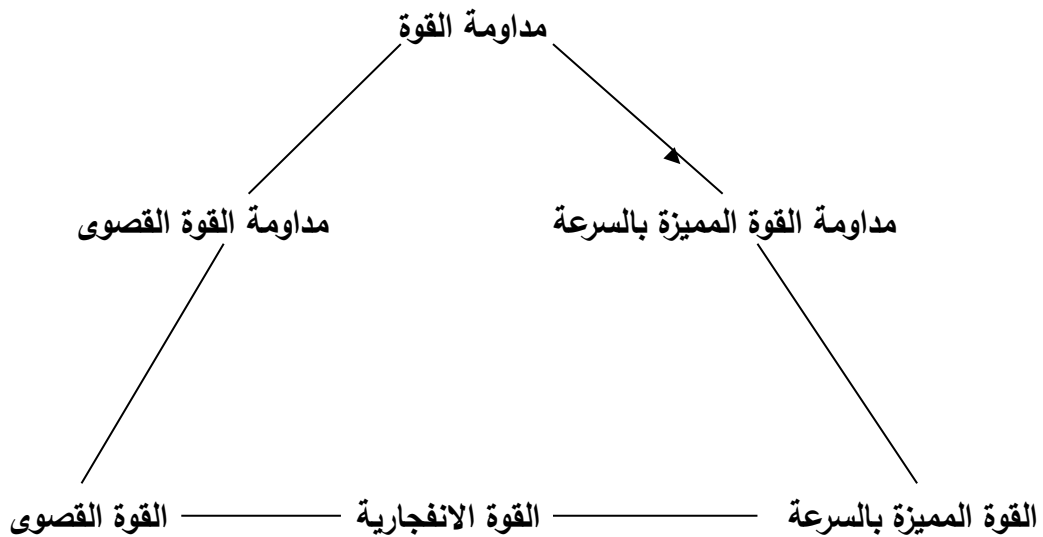 مداومة القوة
مداومة القوة المميزة بالسرعة
مداومة القوة القصوى
القوة المميزة بالسرعة
القوة الانفجارية
القوة القصوى